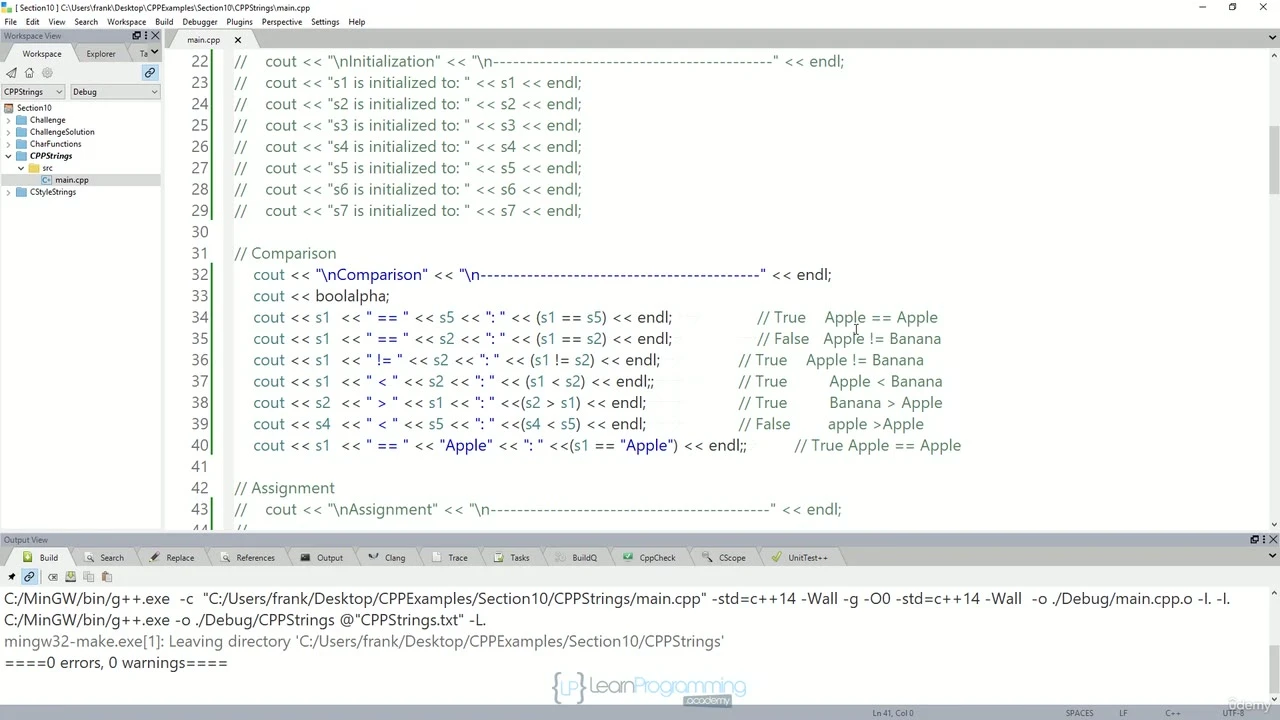 [ Section10 ] C:\Users\frank\Desktop\CPPExamples\Section10\CPPStrings\main.cpp
File Edit View Search Workspace Build Debugger Plugins Perspective Settings Help
Workspace View
Workspace Explorer Ta
CPPStrings Debug
Section10
Challenge
ChallengeSolution
CharFunctions
CPPStrings
src
main.cpp
CStyleStrings
main.cpp
22 // cout << "\nInitialization" << "\n------------------------------------------" << endl;
23 // cout << "s1 is initialized to: " << s1 << endl;
24 // cout << "s2 is initialized to: " << s2 << endl;
25 // cout << "s3 is initialized to: " << s3 << endl;
26 // cout << "s4 is initialized to: " << s4 << endl;
27 // cout << "s5 is initialized to: " << s5 << endl;
28 // cout << "s6 is initialized to: " << s6 << endl;
29 // cout << "s7 is initialized to: " << s7 << endl;
30
31 // Comparison
32 cout << "\nComparison" << "\n------------------------------------------" << endl;
33 cout << boolalpha;
34 cout << s1 << " == " << s5 << ": " << (s1 == s5) << endl; // True Apple == Apple
35 cout << s1 << " == " << s2 << ": " << (s1 == s2) << endl; // False Apple != Banana
36 cout << s1 << " != " << s2 << ": " << (s1 != s2) << endl; // True Apple != Banana
37 cout << s1 << " < " << s2 << ": " << (s1 < s2) << endl;; // True Apple < Banana
38 cout << s2 << " > " << s1 << ": " <<(s2 > s1) << endl; // True Banana > Apple
39 cout << s4 << " < " << s5 << ": " <<(s4 < s5) << endl; // False apple >Apple
40 cout << s1 << " == " << "Apple" << ": " <<(s1 == "Apple") << endl;; // True Apple == Apple
41
42 // Assignment
43 // cout << "\nAssignment" << "\n------------------------------------------" << endl;
44 //
Output View
Build Search Replace References Output Clang Trace Tasks BuildQ CppCheck CScope UnitTest++
C:/MinGW/bin/g++.exe -c "C:/Users/frank/Desktop/CPPExamples/Section10/CPPStrings/main.cpp" -std=c++14 -Wall -g -O0 -std=c++14 -Wall -o ./Debug/main.cpp.o -I. -I.
C:/MinGW/bin/g++.exe -o ./Debug/CPPStrings @"CPPStrings.txt" -L.
mingw32-make.exe[1]: Leaving directory 'C:/Users/frank/Desktop/CPPExamples/Section10/CPPStrings'
====0 errors, 0 warnings====
{LP} LearnProgramming
academy
Ln 41, Col 0 SPACES LF C++ UTF-8
ûdemy